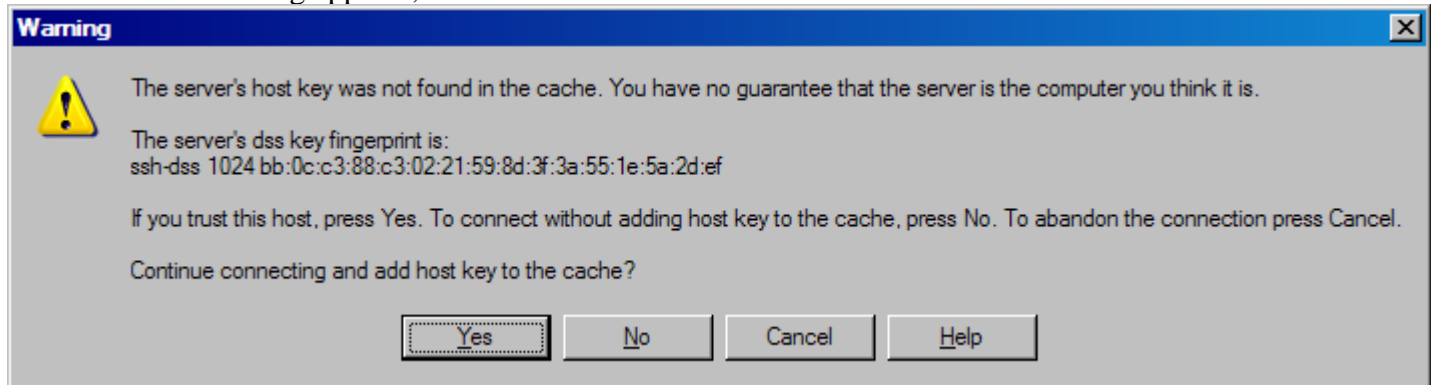 Warning
The server's host key was not found in the cache. You have no guarantee that the server is the computer you think it is.
The server's dss key fingerprint is:
ssh-dss 1024 bb:0c:c3:88:c3:02:21:59:8d:3f:3a:55:1e:5a:2d:ef
If you trust this host, press Yes. To connect without adding host key to the cache, press No. To abandon the connection press Cancel.
Continue connecting and add host key to the cache?
Yes No Cancel Help